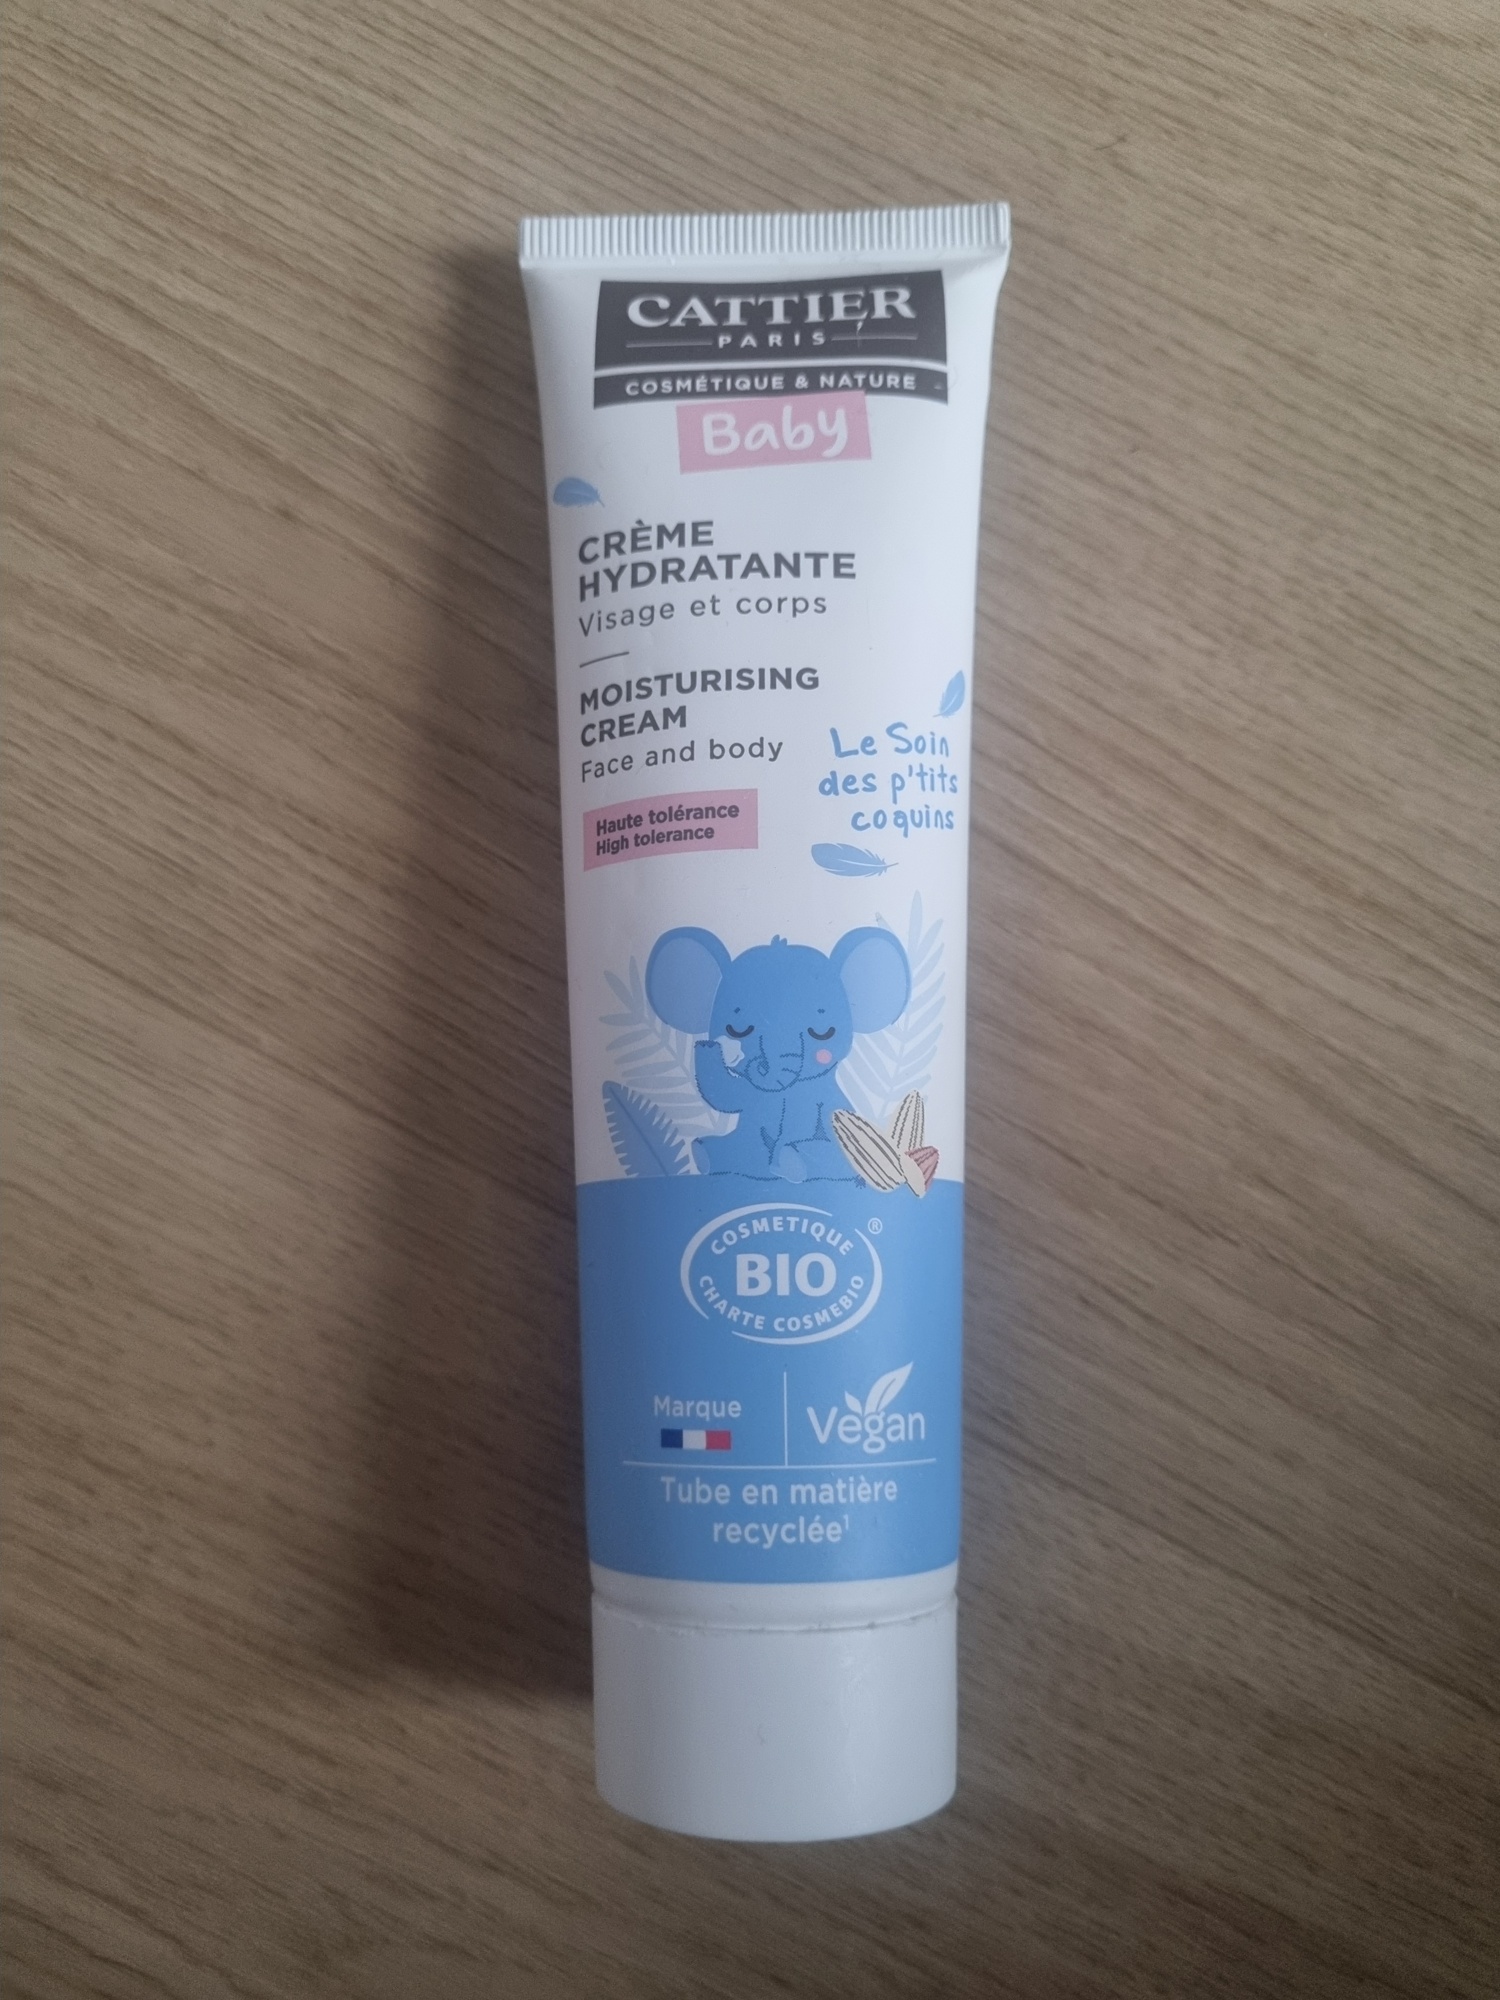 CATTIER
PARIS
COSMÉTIQUE & NATURE
Baby
CRÈME
HYDRATANTE
Visage et corps
MOISTURISING
CREAM
Face and body
Haute tolérance
High tolerance
Le Soin
des p'tits
coquins
COSMETIQUE ®
BIO
CHARTE COSMEBIO
Marque
Vegan
Tube en matière
recyclée¹